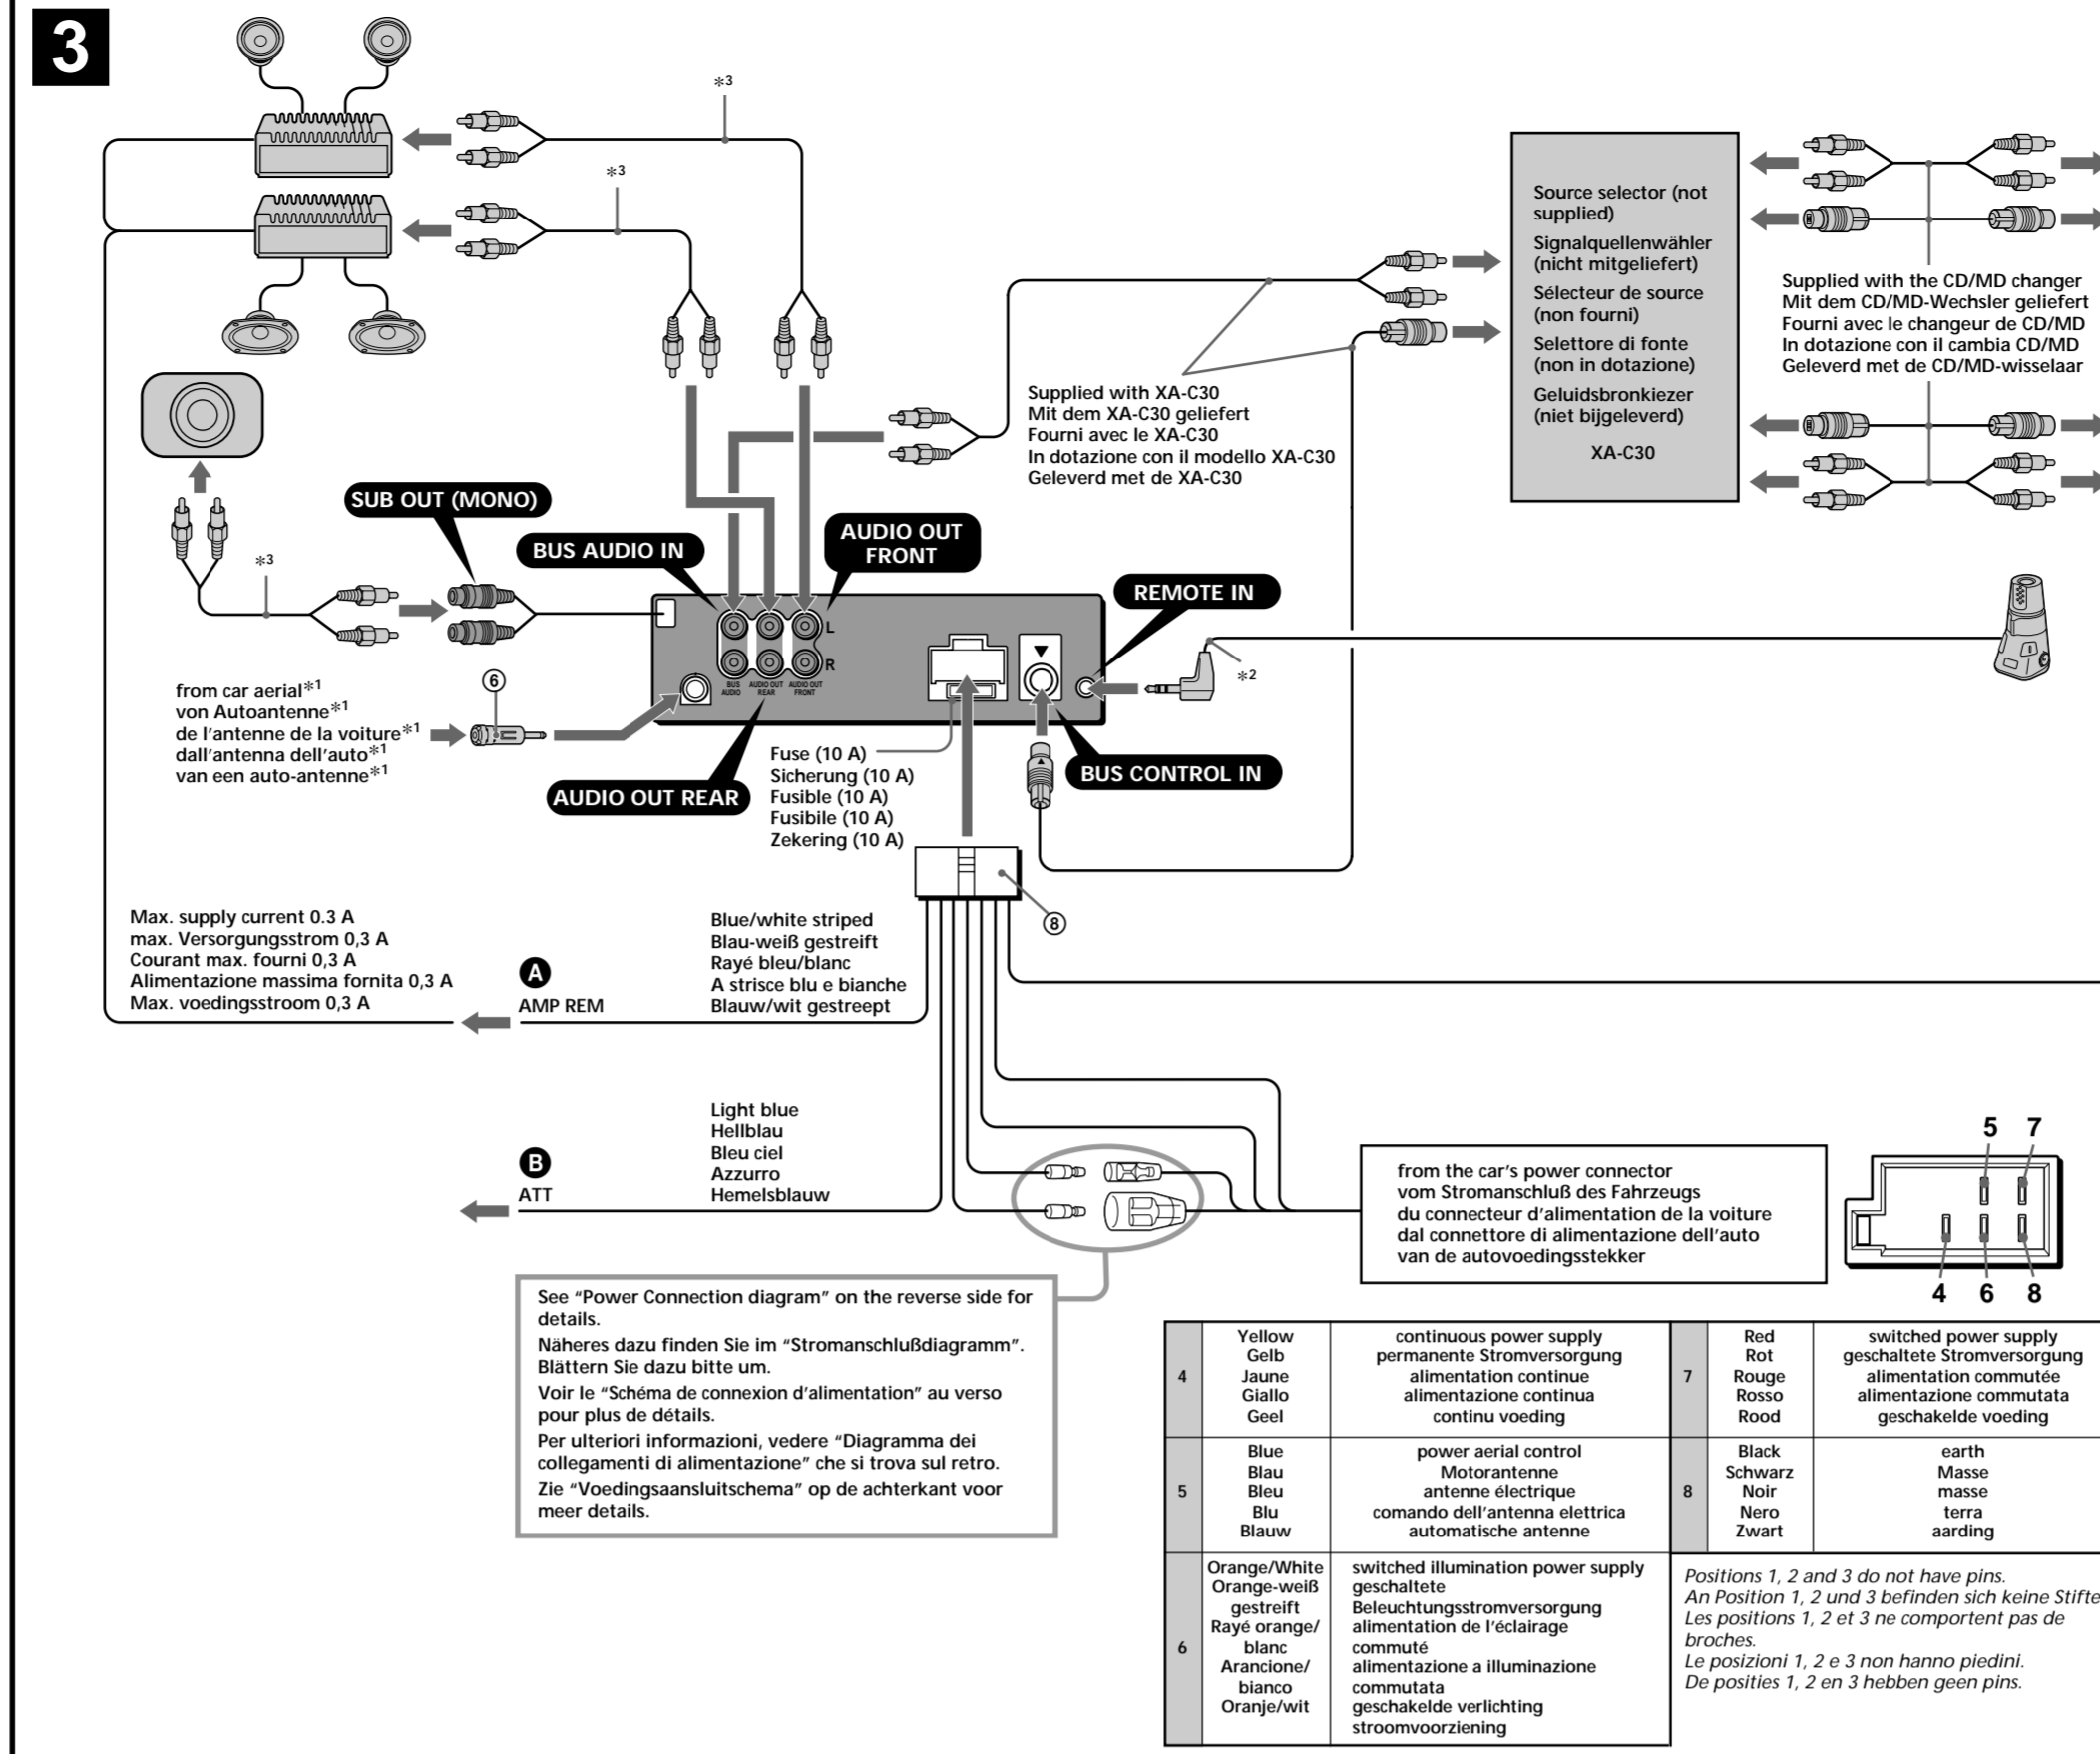 3
*3
*3
Source selector (not
supplied)
Signalquellenwähler
(nicht mitgeliefert)
Sélecteur de source
(non fourni)
Selettore di fonte
(non in dotazione)
Geluidsbronkiezer
(niet bijgeleverd)
XA-C30
Supplied with the CD/MD changer
Mit dem CD/MD-Wechsler geliefert
Fourni avec le changeur de CD/MD
In dotazione con il cambia CD/MD
Geleverd met de CD/MD-wisselaar
Supplied with XA-C30
Mit dem XA-C30 geliefert
Fourni avec le XA-C30
In dotazione con il modello XA-C30
Geleverd met de XA-C30
SUB OUT (MONO)
BUS AUDIO IN
AUDIO OUT
FRONT
*3
REMOTE IN
L
R
BUS
AUDIO
AUDIO OUT
REAR
AUDIO OUT
FRONT
*2
from car aerial*1
von Autoantenne*1
de l'antenne de la voiture*1
dall'antenna dell'auto*1
van een auto-antenne*1
⑥
Fuse (10 A)
Sicherung (10 A)
Fusible (10 A)
Fusibile (10 A)
Zekering (10 A)
AUDIO OUT REAR
BUS CONTROL IN
⑧
Max. supply current 0.3 A
max. Versorgungsstrom 0,3 A
Courant max. fourni 0,3 A
Alimentazione massima fornita 0,3 A
Max. voedingsstroom 0,3 A
A
AMP REM
Blue/white striped
Blau-weiß gestreift
Rayé bleu/blanc
A strisce blu e bianche
Blauw/wit gestreept
B
ATT
Light blue
Hellblau
Bleu ciel
Azzurro
Hemelsblauw
from the car's power connector
vom Stromanschluß des Fahrzeugs
du connecteur d'alimentation de la voiture
dal connettore di alimentazione dell'auto
van de autovoedingsstekker
5 7
4 6 8
See “Power Connection diagram” on the reverse side for
details.
Näheres dazu finden Sie im “Stromanschlußdiagramm”.
Blättern Sie dazu bitte um.
Voir le “Schéma de connexion d'alimentation” au verso
pour plus de détails.
Per ulteriori informazioni, vedere “Diagramma dei
collegamenti di alimentazione” che si trova sul retro.
Zie “Voedingsaansluitschema” op de achterkant voor
meer details.
4
Yellow
Gelb
Jaune
Giallo
Geel
continuous power supply
permanente Stromversorgung
alimentation continue
alimentazione continua
continu voeding
7
Red
Rot
Rouge
Rosso
Rood
switched power supply
geschaltete Stromversorgung
alimentation commutée
alimentazione commutata
geschakelde voeding
5
Blue
Blau
Bleu
Blu
Blauw
power aerial control
Motorantenne
antenne électrique
comando dell'antenna elettrica
automatische antenne
8
Black
Schwarz
Noir
Nero
Zwart
earth
Masse
masse
terra
aarding
6
Orange/White
Orange-weiß
gestreift
Rayé orange/
blanc
Arancione/
bianco
Oranje/wit
switched illumination power supply
geschaltete
Beleuchtungsstromversorgung
alimentation de l'éclairage
commuté
alimentazione a illuminazione
commutata
geschakelde verlichting
stroomvoorziening
Positions 1, 2 and 3 do not have pins.
An Position 1, 2 und 3 befinden sich keine Stifte
Les positions 1, 2 et 3 ne comportent pas de
broches.
Le posizioni 1, 2 e 3 non hanno piedini.
De posities 1, 2 en 3 hebben geen pins.